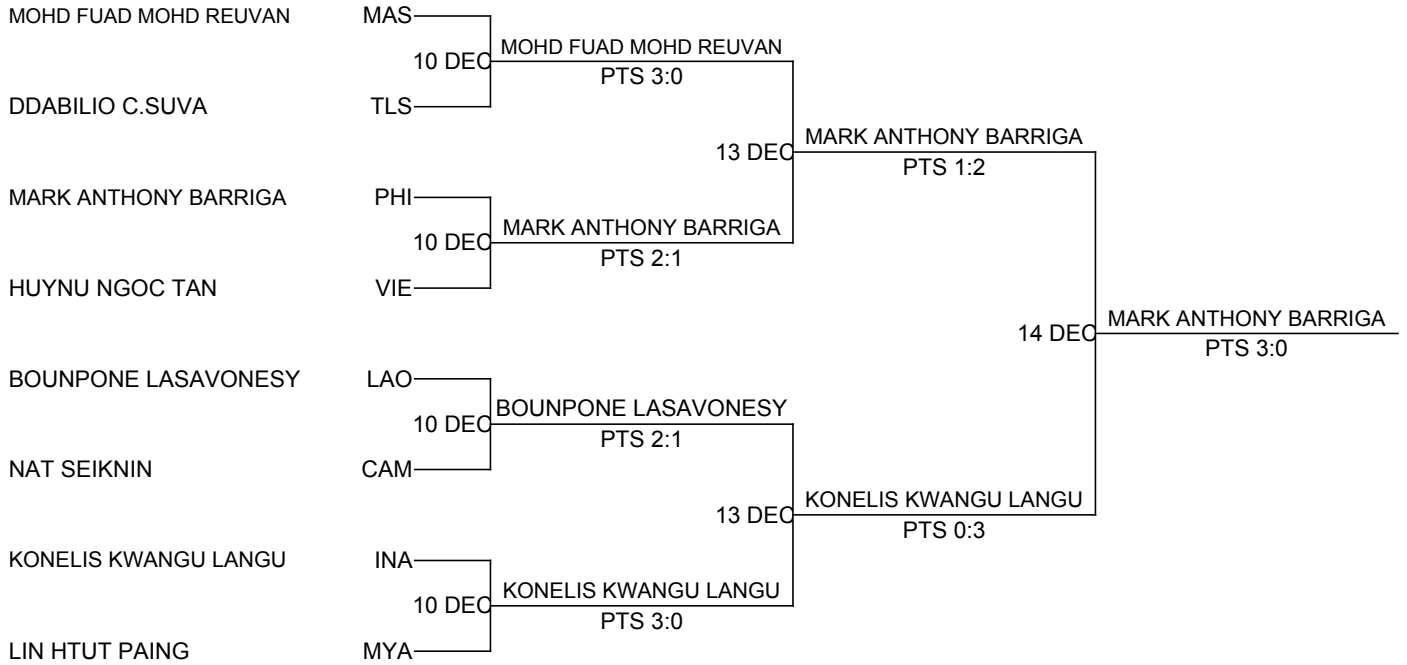 MOHD FUAD MOHD REUVAN MAS
10 DEC MOHD FUAD MOHD REUVAN
PTS 3:0
DDABILIO C.SUVA TLS
13 DEC MARK ANTHONY BARRIGA
PTS 1:2
MARK ANTHONY BARRIGA PHI
10 DEC MARK ANTHONY BARRIGA
PTS 2:1
HUYNU NGOC TAN VIE
14 DEC MARK ANTHONY BARRIGA
PTS 3:0
BOUNPONE LASAVONESY LAO
10 DEC BOUNPONE LASAVONESY
PTS 2:1
NAT SEIKNIN CAM
13 DEC KONELIS KWANGU LANGU
PTS 0:3
KONELIS KWANGU LANGU INA
10 DEC KONELIS KWANGU LANGU
PTS 3:0
LIN HTUT PAING MYA